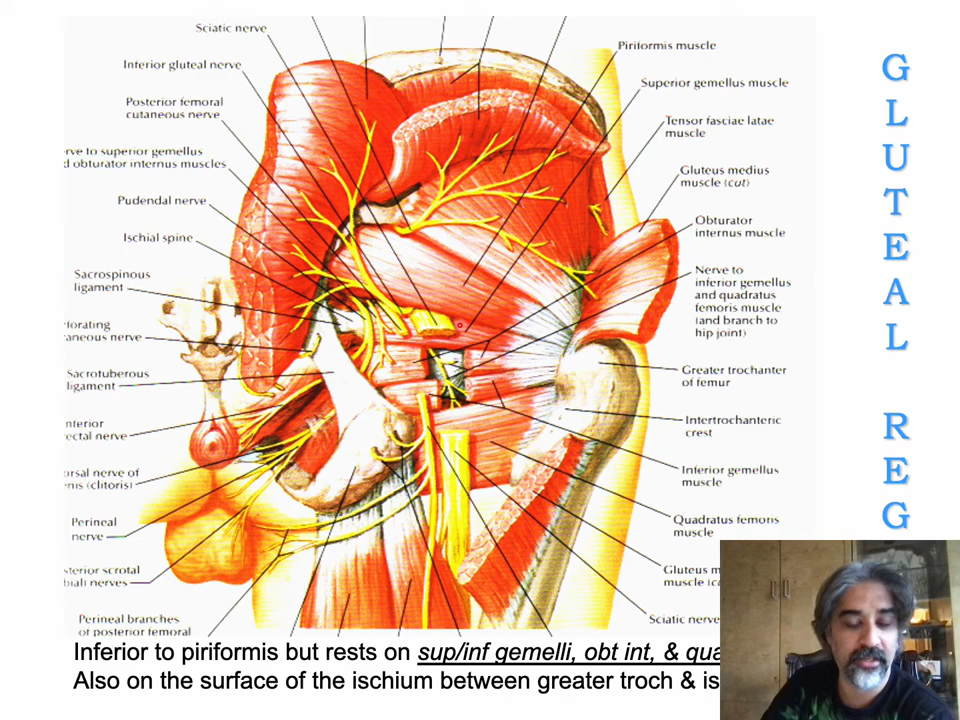 Sciatic nerve
Inferior gluteal nerve
Posterior femoral
cutaneous nerve
erve to superior gemellus
d obturator internus muscles
Pudendal nerve
Ischial spine
Sacrospinous
ligament
rforating
taneous nerve
Sacrotuberous
ligament
nterior
ectal nerve
orsal nerve of
enis (clitoris)
Perineal
nerve
sterior scrotal
bial) nerves
Perineal branches
of posterior femoral
Piriformis muscle
Superior gemellus muscle
Tensor fasciae latae
muscle
Gluteus medius
muscle (cut)
Obturator
internus muscle
Nerve to
inferior gemellus
and quadratus
femoris muscle
(and branch to
hip joint)
Greater trochanter
of femur
Intertrochanteric
crest
Inferior gemellus
muscle
Quadratus femoris
muscle
Gluteus m
muscle (c
Sciatic nerve
G
L
U
T
E
A
L
R
E
G
Inferior to piriformis but rests on sup/inf gemelli, obt int, & qua
Also on the surface of the ischium between greater troch & is